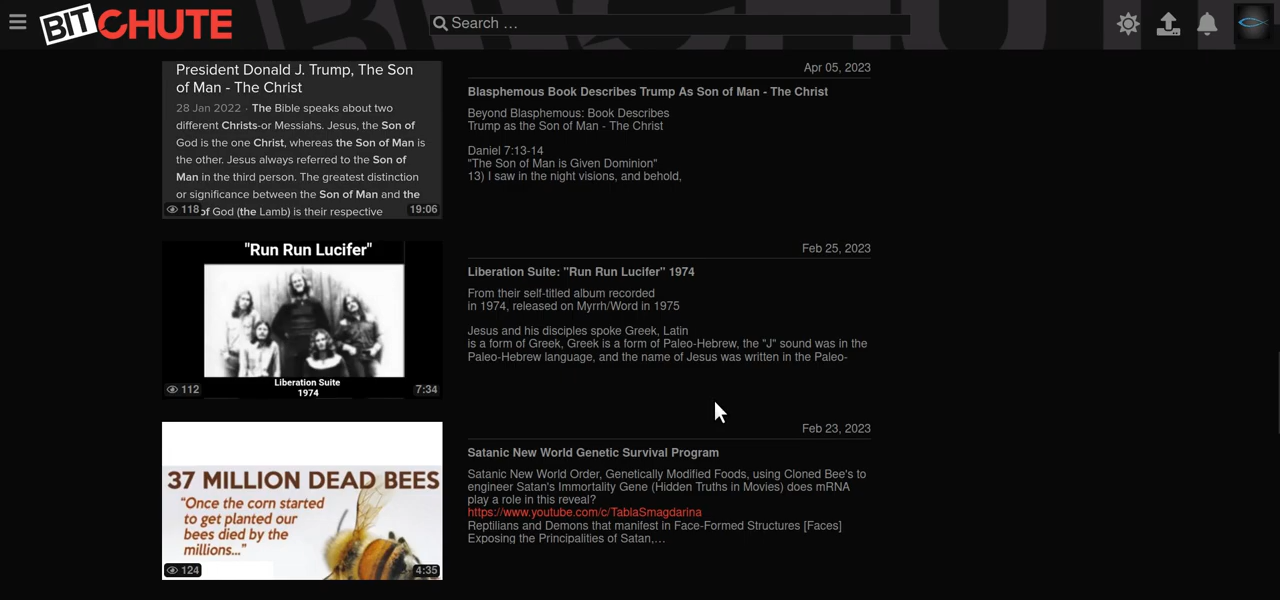 BITCHUTE
Search …
President Donald J. Trump, The Son
of Man - The Christ
28 Jan 2022 · The Bible speaks about two
different Christs-or Messiahs. Jesus, the Son of
God is the one Christ, whereas the Son of Man is
the other. Jesus always referred to the Son of
Man in the third person. The greatest distinction
or significance between the Son of Man and the
of God (the Lamb) is their respective
118
19:06
Apr 05, 2023
Blasphemous Book Describes Trump As Son of Man - The Christ
Beyond Blasphemous: Book Describes
Trump as the Son of Man - The Christ
Daniel 7:13-14
"The Son of Man is Given Dominion"
13) I saw in the night visions, and behold,
"Run Run Lucifer"
Liberation Suite
1974
112
7:34
Feb 25, 2023
Liberation Suite: "Run Run Lucifer" 1974
From their self-titled album recorded
in 1974, released on Myrrh/Word in 1975
Jesus and his disciples spoke Greek, Latin
is a form of Greek, Greek is a form of Paleo-Hebrew, the "J" sound was in the
Paleo-Hebrew language, and the name of Jesus was written in the Paleo-
37 MILLION DEAD BEES
"Once the corn started
to get planted our
bees died by the
millions..."
124
4:35
Feb 23, 2023
Satanic New World Genetic Survival Program
Satanic New World Order, Genetically Modified Foods, using Cloned Bee's to
engineer Satan's Immortality Gene (Hidden Truths in Movies) does mRNA
play a role in this reveal?
https://www.youtube.com/c/TablaSmagdarina
Reptilians and Demons that manifest in Face-Formed Structures [Faces]
Exposing the Principalities of Satan,…